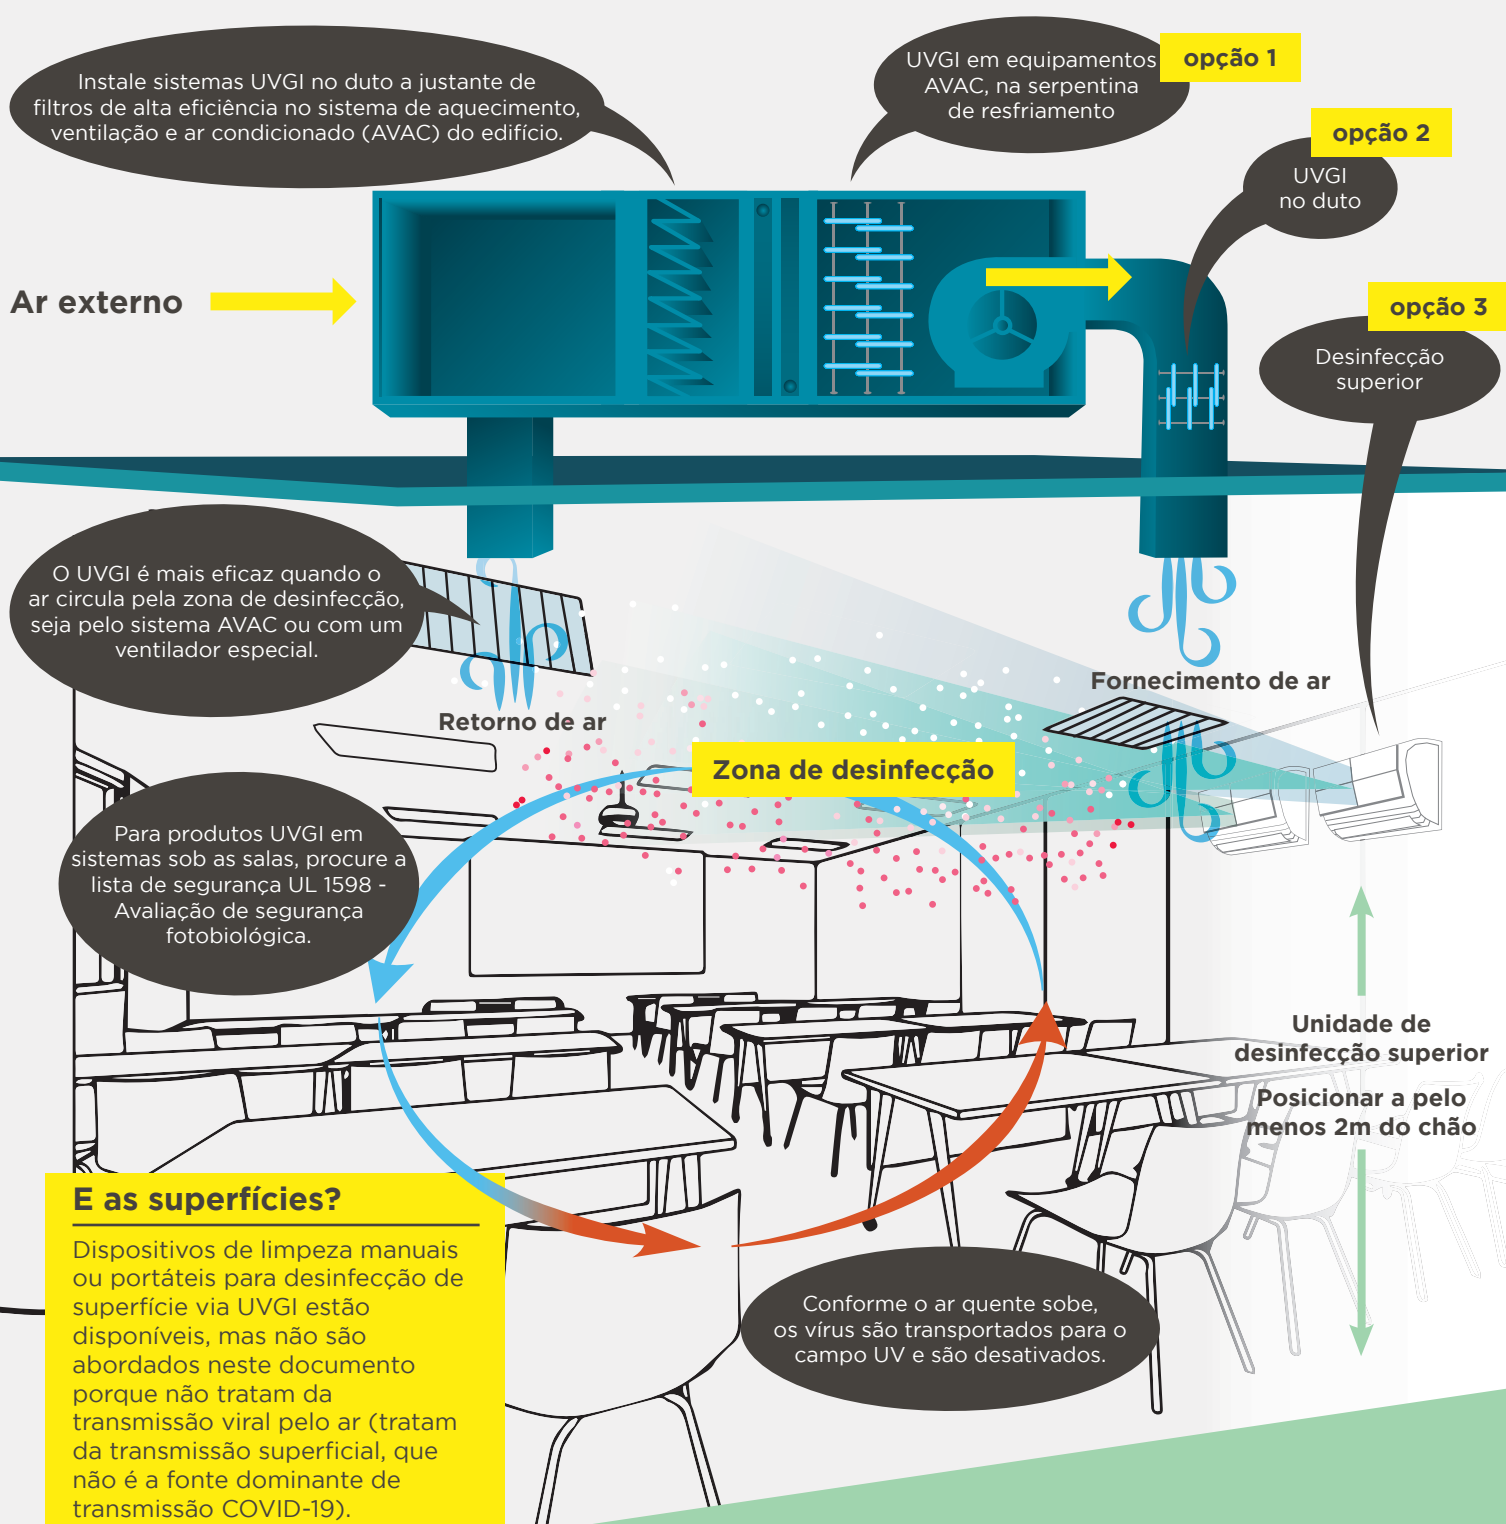 Instale sistemas UVGI no duto a justante de
filtros de alta eficiência no sistema de aquecimento,
ventilação e ar condicionado (AVAC) do edifício.
UVGI em equipamentos
AVAC, na serpentina
de resfriamento
opção 1
opção 2
UVGI
no duto
opção 3
Desinfecção
superior
Ar externo
O UVGI é mais eficaz quando o
ar circula pela zona de desinfecção,
seja pelo sistema AVAC ou com um
ventilador especial.
Retorno de ar
Fornecimento de ar
Zona de desinfecção
Para produtos UVGI em
sistemas sob as salas, procure a
lista de segurança UL 1598 -
Avaliação de segurança
fotobiológica.
Unidade de
desinfecção superior
Posicionar a pelo
menos 2m do chão
E as superfícies?
Dispositivos de limpeza manuais
ou portáteis para desinfecção de
superfície via UVGI estão
disponíveis, mas não são
abordados neste documento
porque não tratam da
transmissão viral pelo ar (tratam
da transmissão superficial, que
não é a fonte dominante de
transmissão COVID-19).
Conforme o ar quente sobe,
os vírus são transportados para o
campo UV e são desativados.